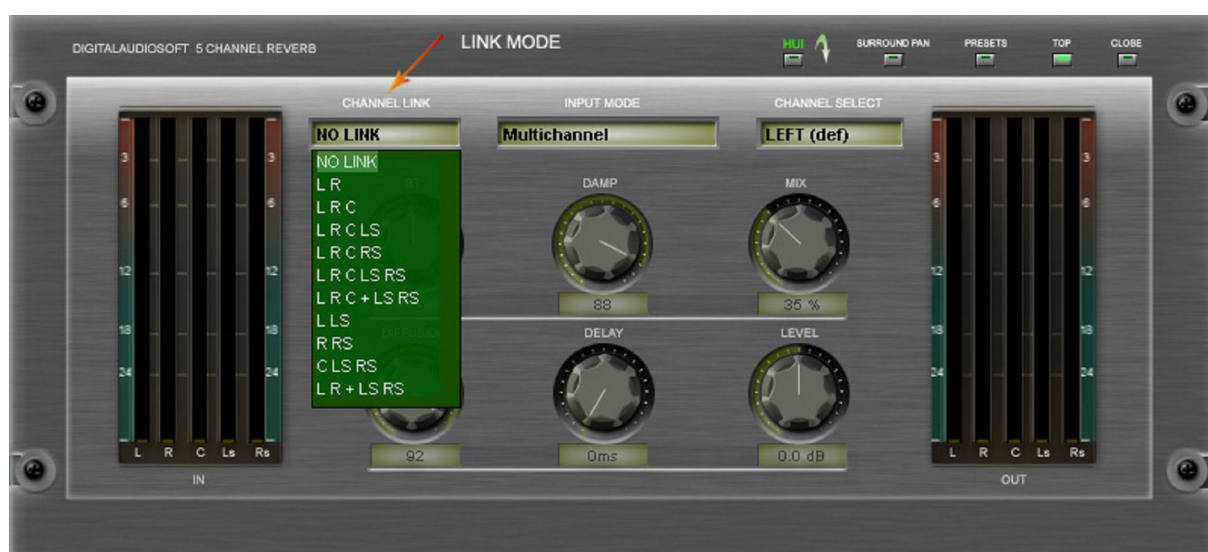 DIGITALAUDIOSOFT 5 CHANNEL REVERB
LINK MODE
HUI
SURROUND PAN
PRESETS
TOP
CLOSE
CHANNEL LINK
INPUT MODE
CHANNEL SELECT
NO LINK
Multichannel
LEFT (def)
NO LINK
L R
L R C
L R C LS
L R C RS
L R C LS RS
L R C + LS RS
L LS
R RS
C LS RS
L R + LS RS
RT
DAMP
MIX
88
35 %
DIFFUSION
DELAY
LEVEL
92
0ms
0.0 dB
3 3
6 6
12 12
18 18
24 24
L R C Ls Rs
IN
3 3
6 6
12 12
18 18
24 24
L R C Ls Rs
OUT